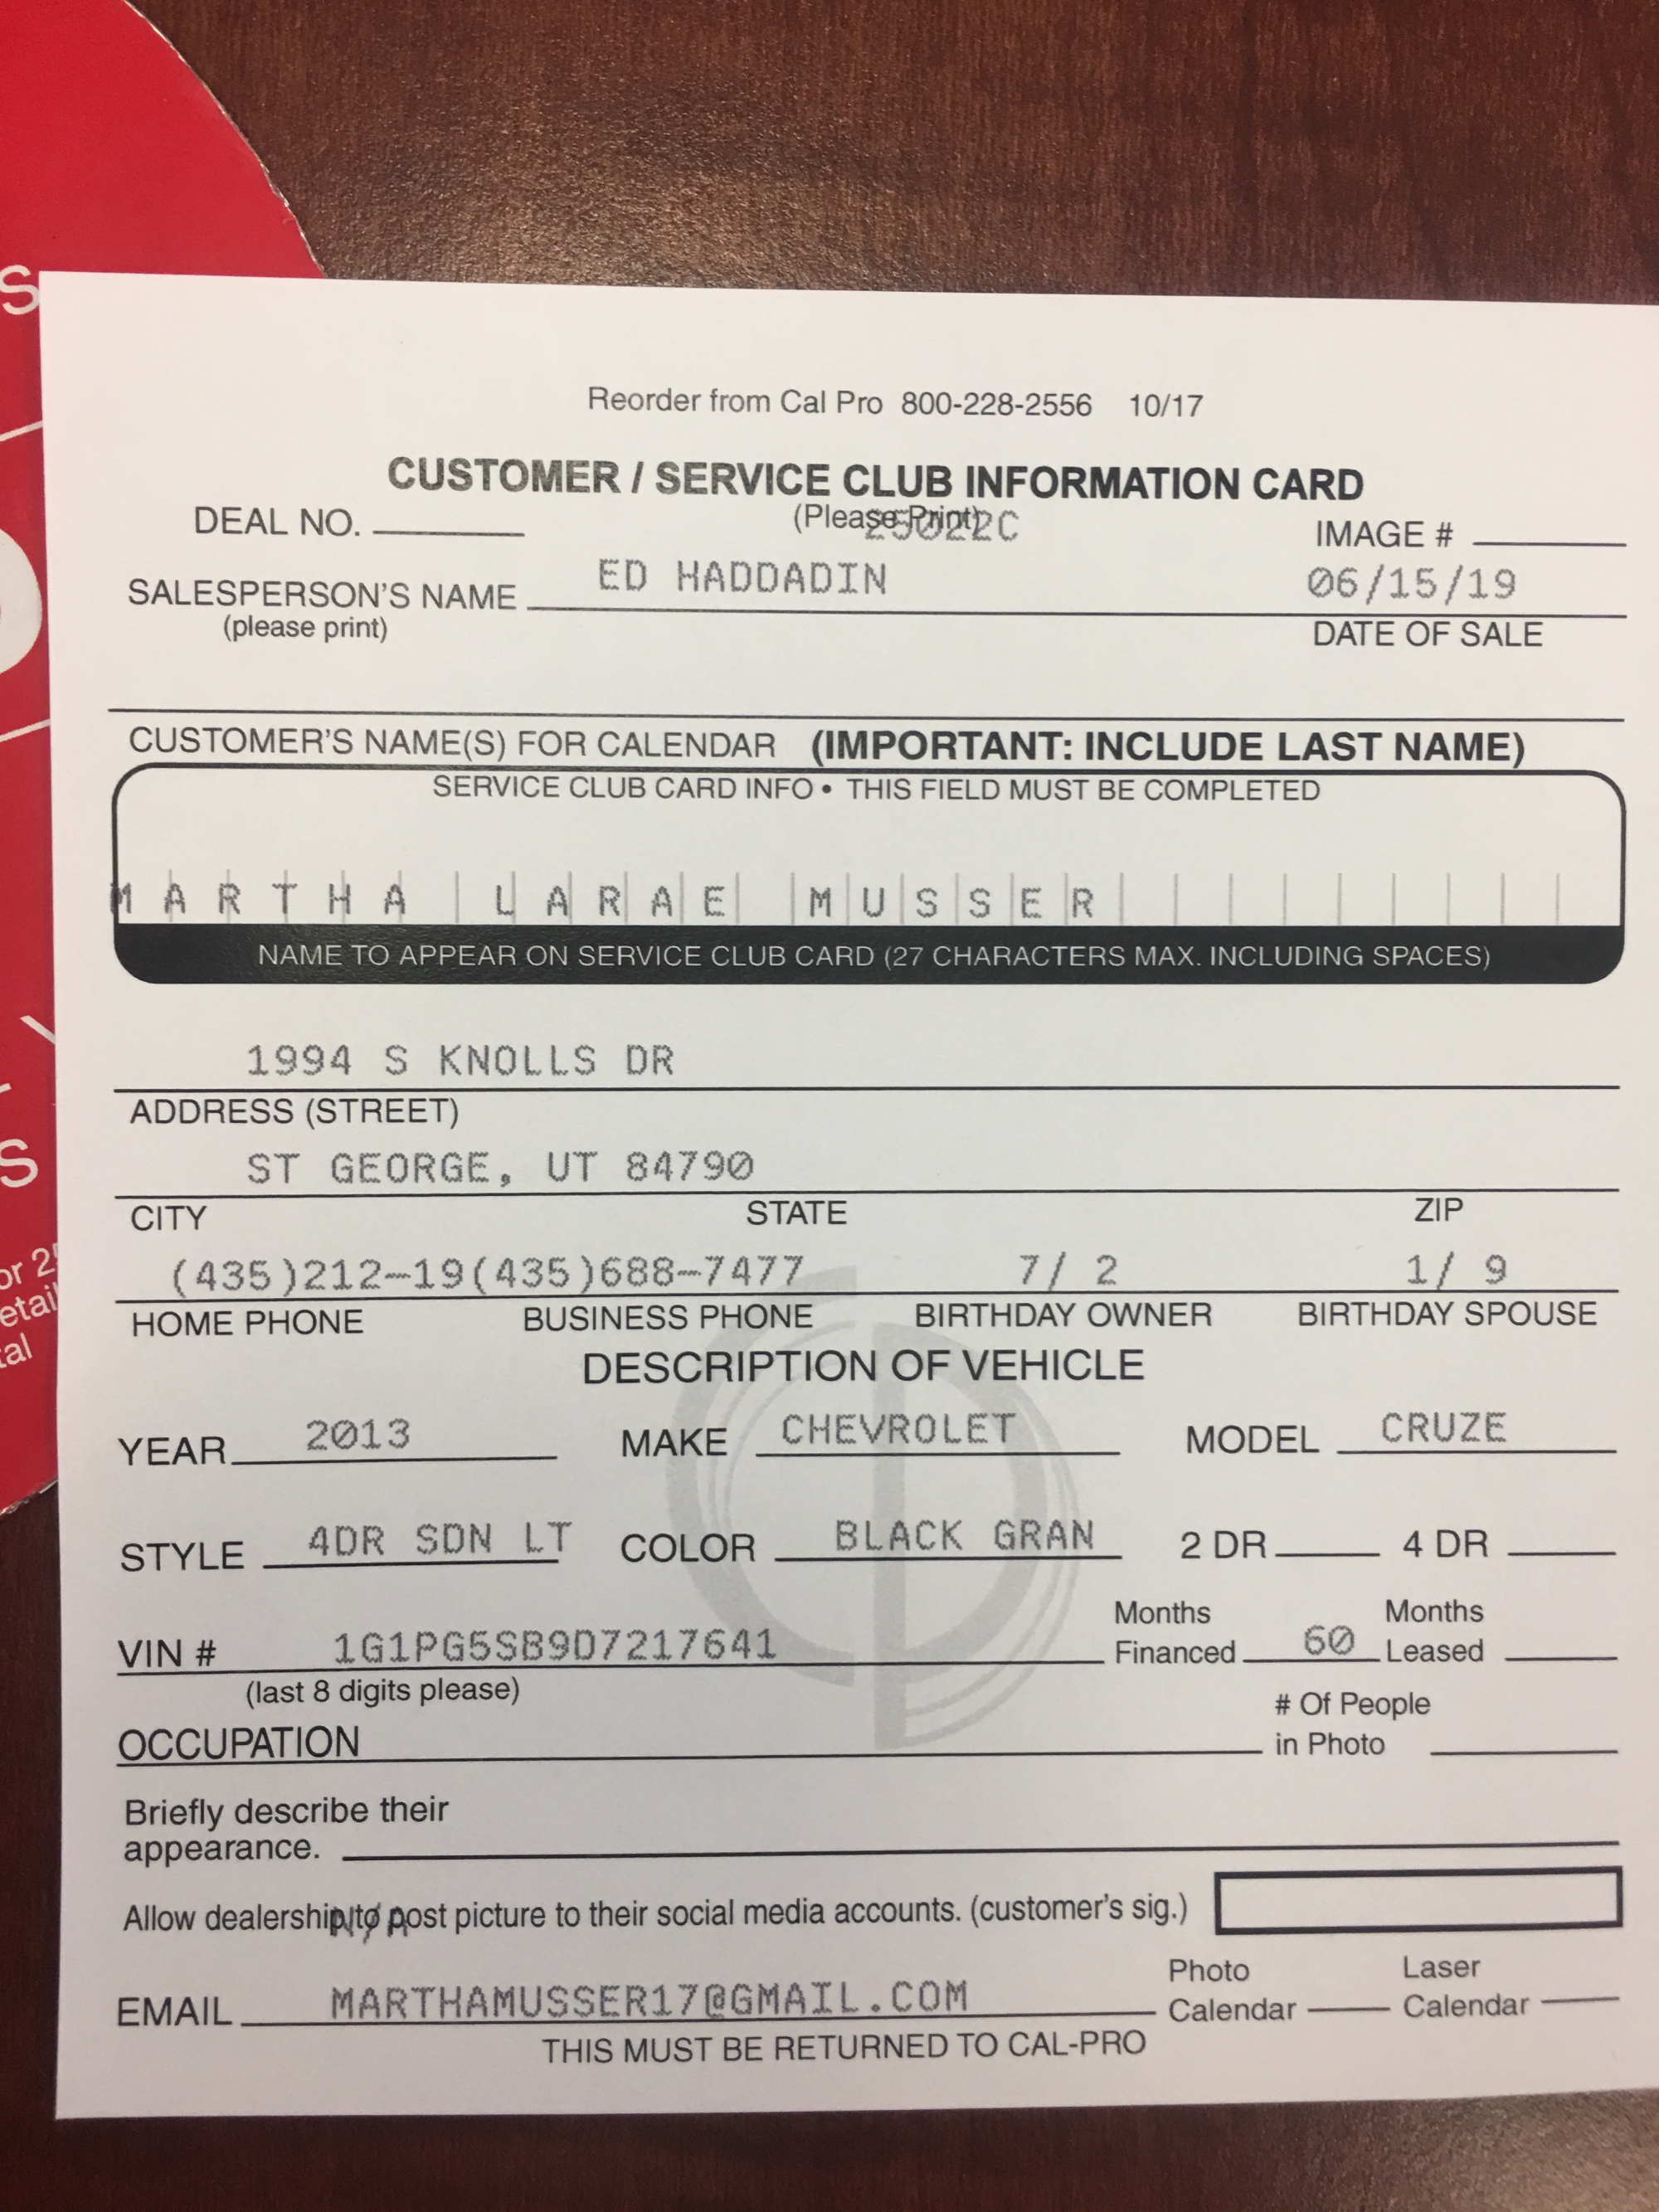 Reorder from Cal Pro 800-228-2556 10/17
CUSTOMER / SERVICE CLUB INFORMATION CARD
DEAL NO. (Please Print) 25022C IMAGE #
SALESPERSON'S NAME ED HADDADIN 06/15/19
(please print) DATE OF SALE
CUSTOMER'S NAME(S) FOR CALENDAR (IMPORTANT: INCLUDE LAST NAME)
SERVICE CLUB CARD INFO • THIS FIELD MUST BE COMPLETED
MARTHA LARAE MUSSER
NAME TO APPEAR ON SERVICE CLUB CARD (27 CHARACTERS MAX. INCLUDING SPACES)
1994 S KNOLLS DR
ADDRESS (STREET)
ST GEORGE, UT 84790
CITY STATE ZIP
(435)212-19(435)688-7477 7/ 2 1/ 9
HOME PHONE BUSINESS PHONE BIRTHDAY OWNER BIRTHDAY SPOUSE
DESCRIPTION OF VEHICLE
YEAR 2013 MAKE CHEVROLET MODEL CRUZE
STYLE 4DR SDN LT COLOR BLACK GRAN 2 DR 4 DR
Months Months
VIN # 1G1PG5SB9D7217641 Financed 60 Leased
(last 8 digits please)
# Of People
OCCUPATION in Photo
Briefly describe their
appearance.
Allow dealership to post picture to their social media accounts. (customer's sig.)
N/A
Photo Laser
EMAIL MARTHAMUSSER17@GMAIL.COM Calendar Calendar
THIS MUST BE RETURNED TO CAL-PRO
S
S
or 2
etail
tal